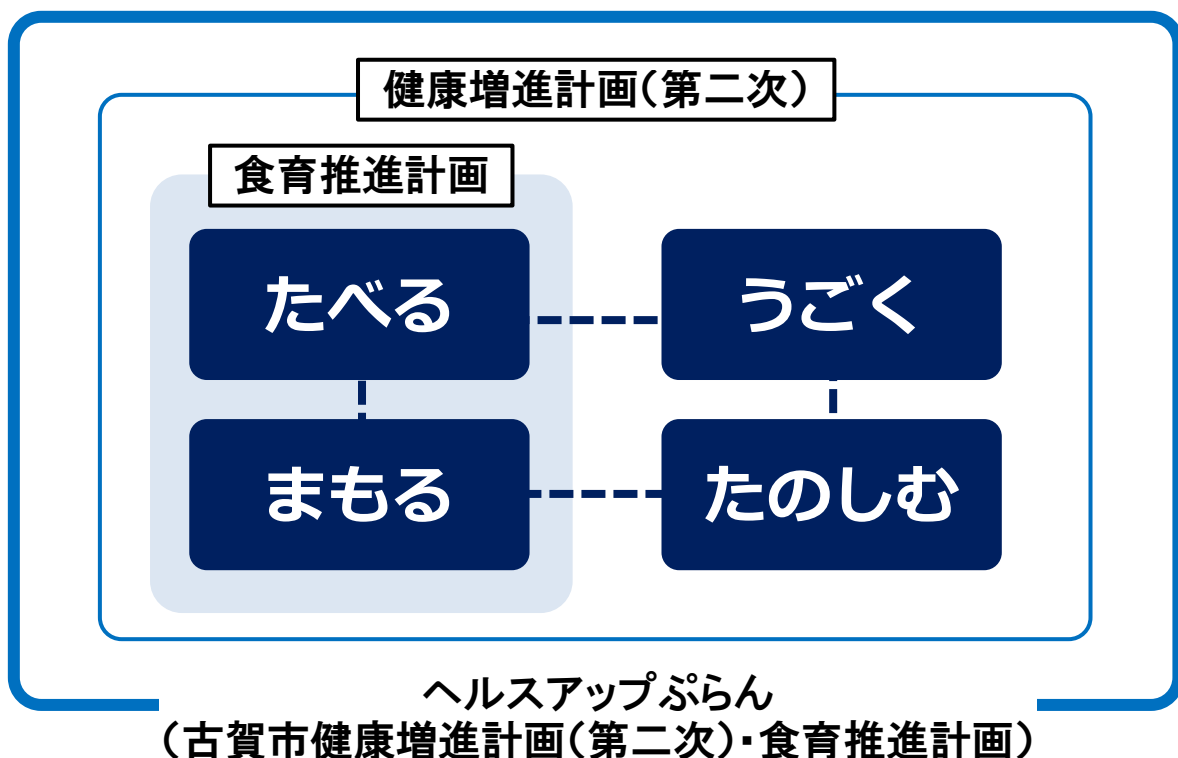 健康増進計画(第二次)
食育推進計画
たべる
うごく
まもる
たのしむ
ヘルスアップぷらん
(古賀市健康増進計画(第二次)・食育推進計画)